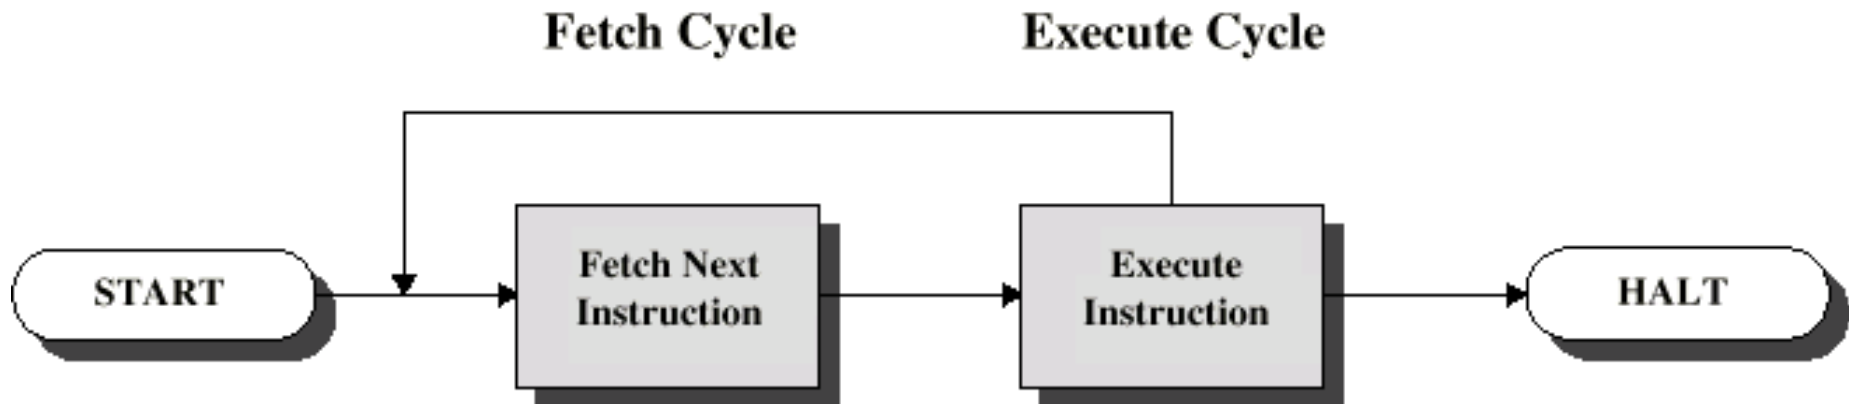 Fetch Cycle
Execute Cycle
START
Fetch Next
Instruction
Execute
Instruction
HALT